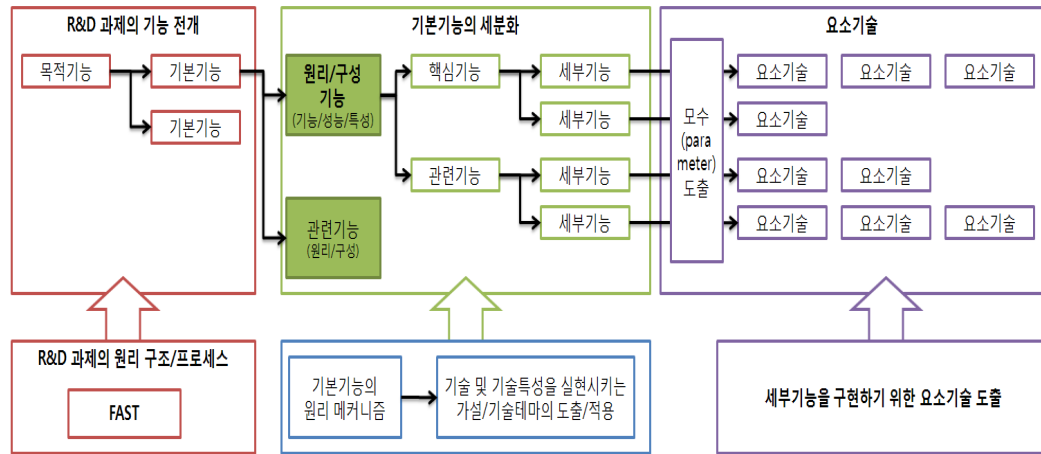 R&D 과제의 기능 전개
목적기능
기본기능
기본기능
기본기능의 세분화
원리/구성
기능
(기능/성능/특성)
관련기능
(원리/구성)
핵심기능
관련기능
세부기능
세부기능
세부기능
세부기능
요소기술
모수
(para
meter)
도출
요소기술
요소기술
요소기술
요소기술
요소기술
요소기술
요소기술
요소기술
요소기술
R&D 과제의 원리 구조/프로세스
FAST
기본기능의
원리 메커니즘
기술 및 기술특성을 실현시키는
가설/기술테마의 도출/적용
세부기능을 구현하기 위한 요소기술 도출